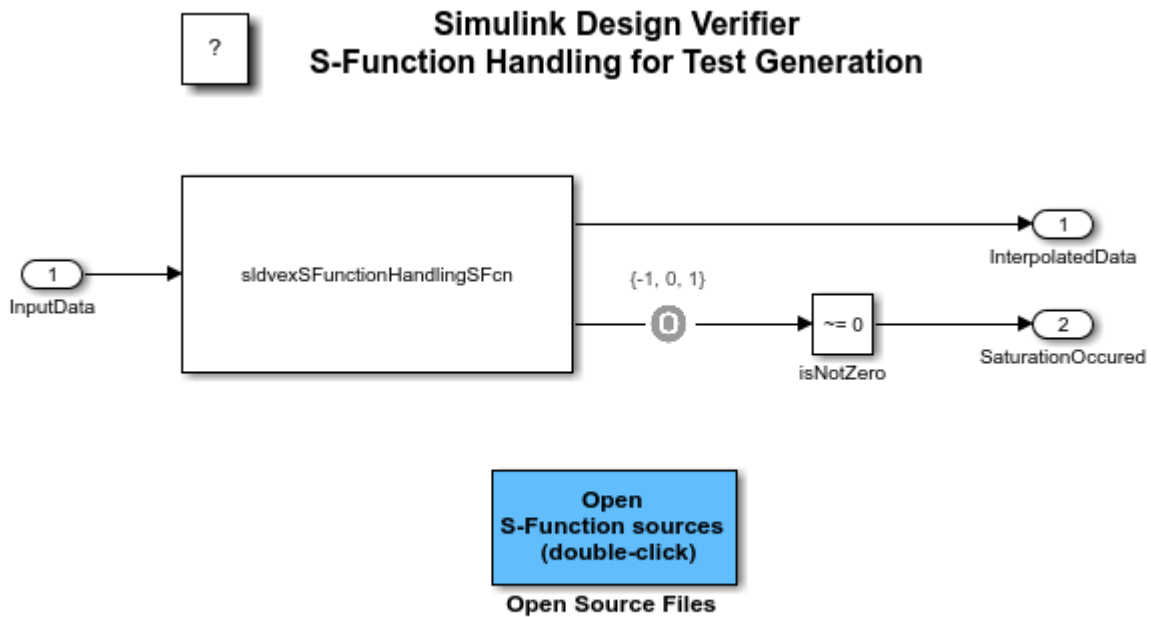 Simulink Design Verifier
?
S-Function Handling for Test Generation
1
InterpolatedData
1
InputData
sldvexSFunctionHandlingSFcn
{-1, 0, 1}
O
~= 0
isNotZero
2
SaturationOccured
Open
S-Function sources
(double-click)
Open Source Files